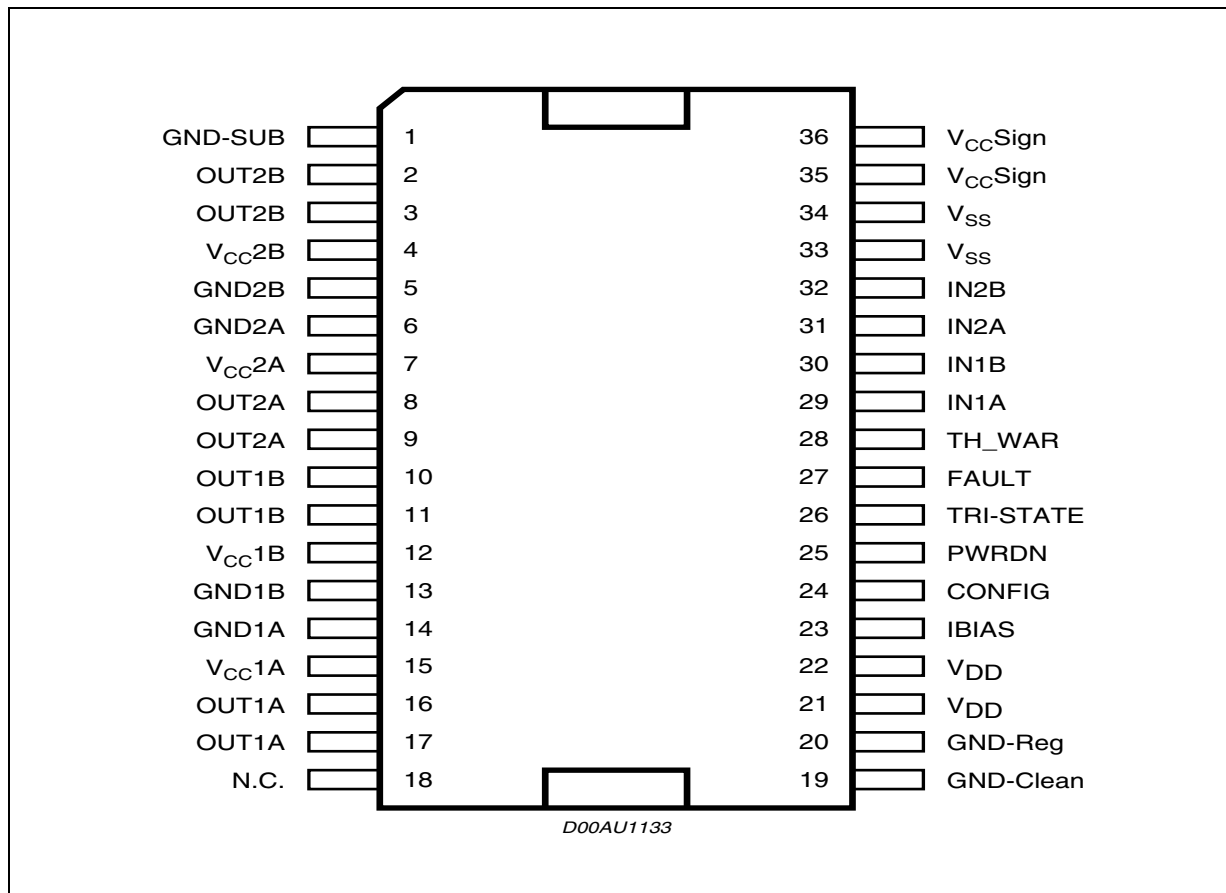 GND-SUB 1 36 VCCSign
OUT2B 2 35 VCCSign
OUT2B 3 34 VSS
VCC2B 4 33 VSS
GND2B 5 32 IN2B
GND2A 6 31 IN2A
VCC2A 7 30 IN1B
OUT2A 8 29 IN1A
OUT2A 9 28 TH_WAR
OUT1B 10 27 FAULT
OUT1B 11 26 TRI-STATE
VCC1B 12 25 PWRDN
GND1B 13 24 CONFIG
GND1A 14 23 IBIAS
VCC1A 15 22 VDD
OUT1A 16 21 VDD
OUT1A 17 20 GND-Reg
N.C. 18 19 GND-Clean
D00AU1133